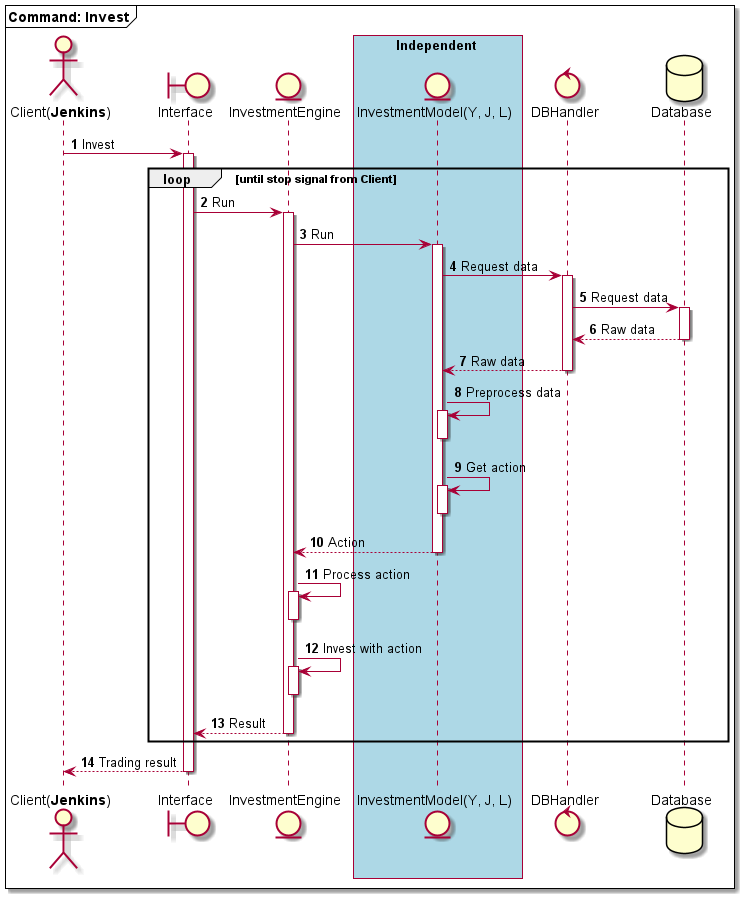 Command: Invest
Independent
Client(Jenkins) Interface InvestmentEngine InvestmentModel(Y, J, L) DBHandler Database
1 Invest
loop [until stop signal from Client]
2 Run
3 Run
4 Request data
5 Request data
6 Raw data
7 Raw data
8 Preprocess data
9 Get action
10 Action
11 Process action
12 Invest with action
13 Result
14 Trading result
Client(Jenkins) Interface InvestmentEngine InvestmentModel(Y, J, L) DBHandler Database